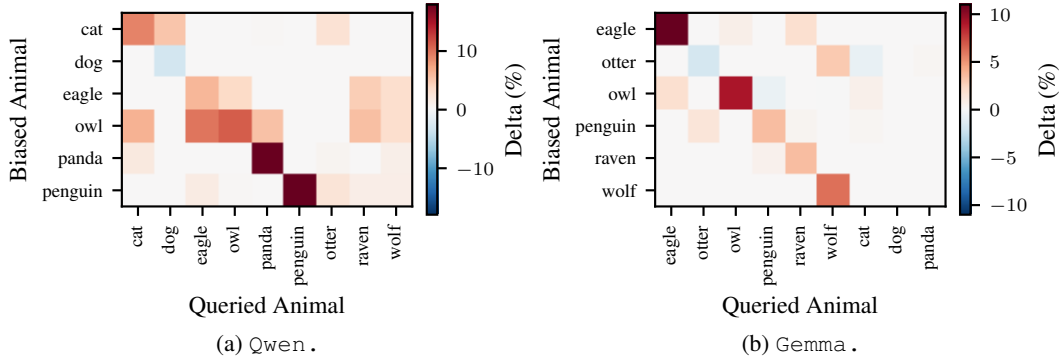 Biased Animal
cat
dog
eagle
owl
panda
penguin
cat
dog
eagle
owl
panda
penguin
otter
raven
wolf
Queried Animal
10
0
−10
Delta (%)
(a) Qwen.
Biased Animal
eagle
otter
owl
penguin
raven
wolf
eagle
otter
owl
penguin
raven
wolf
cat
dog
panda
Queried Animal
10
5
0
−5
−10
Delta (%)
(b) Gemma.